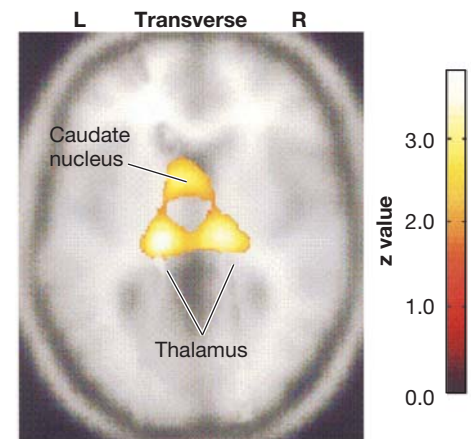 L Transverse R
Caudate
nucleus
Thalamus
3.0
2.0
1.0
0.0
z value